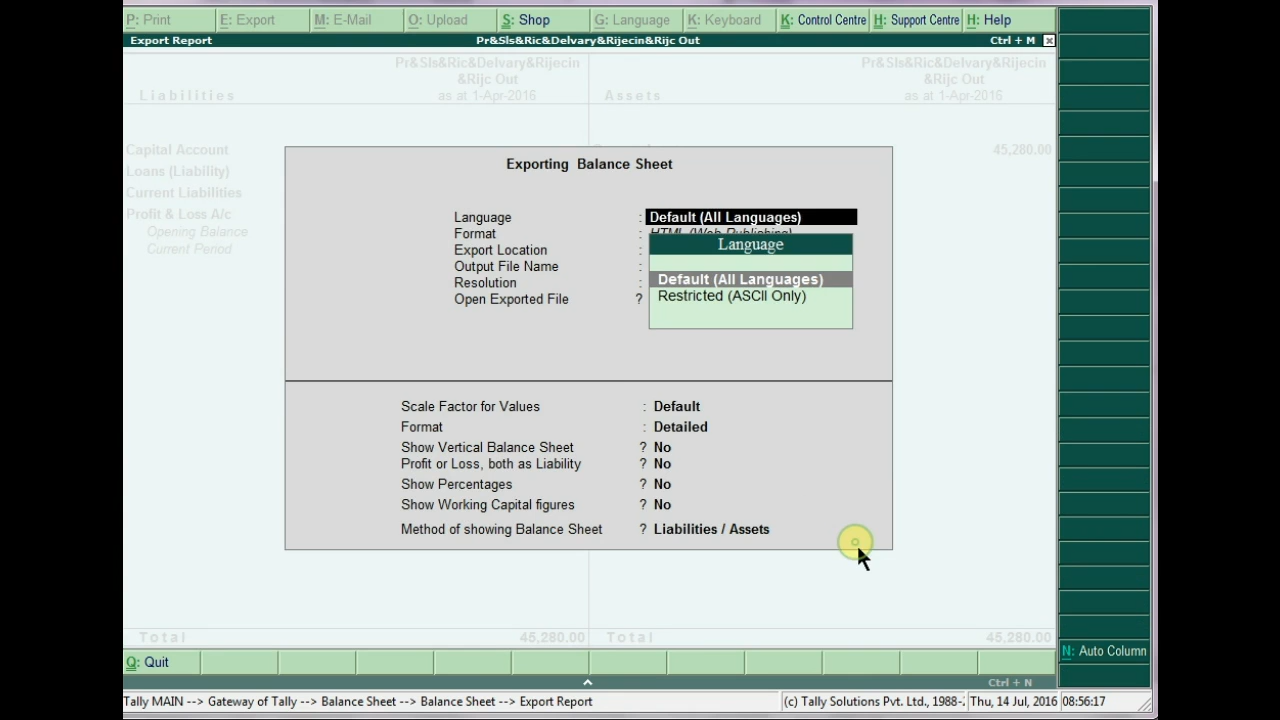 P: Print E: Export M: E-Mail O: Upload S: Shop G: Language K: Keyboard K: Control Centre H: Support Centre H: Help
Export Report Pr&Sls&Ric&Delvary&Rijecin&Rijc Out Ctrl + M
Pr&Sls&Ric&Delvary&Rijecin Pr&Sls&Ric&Delvary&Rijecin
&Rijc Out &Rijc Out
Liabilities as at 1-Apr-2016 Assets as at 1-Apr-2016
Capital Account 45,280.00
Loans (Liability)
Current Liabilities
Profit & Loss A/c
Opening Balance
Current Period
Exporting Balance Sheet
Language : Default (All Languages)
Format : HTML (Web Publishing)
Export Location :
Output File Name :
Resolution :
Open Exported File ?
Language
Default (All Languages)
Restricted (ASCII Only)
Scale Factor for Values : Default
Format : Detailed
Show Vertical Balance Sheet ? No
Profit or Loss, both as Liability ? No
Show Percentages ? No
Show Working Capital figures ? No
Method of showing Balance Sheet ? Liabilities / Assets
Total 45,280.00 Total 45,280.00
N: Auto Column
Q: Quit
Ctrl + N
Tally MAIN --> Gateway of Tally --> Balance Sheet --> Balance Sheet --> Export Report (c) Tally Solutions Pvt. Ltd., 1988-2 Thu, 14 Jul, 2016 08:56:17